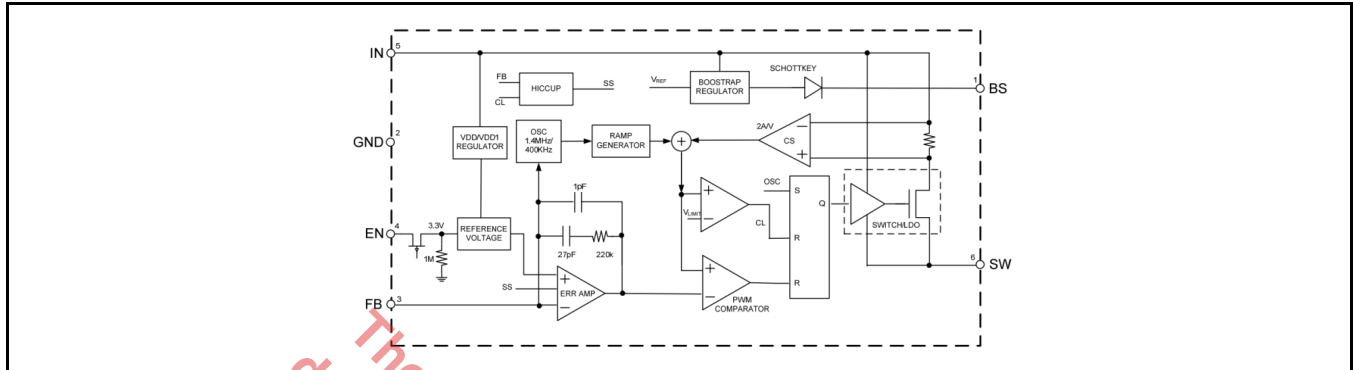 IN 5
BS 1
GND 2
EN 4
FB 3
SW 6
FB
CL
HICCUP
SS
VREF
BOOSTRAP
REGULATOR
SCHOTTKEY
VDD/VDD1
REGULATOR
OSC
1.4MHz/
400KHz
RAMP
GENERATOR
+
2A/V
−
+
CS
1pF
27pF
220k
3.3V
1M
REFERENCE
VOLTAGE
SS
+
−
ERR AMP
VLIMIT
+
−
CL
+
−
PWM
COMPARATOR
OSC
S
R
R
Q
SWITCH/LDO
The